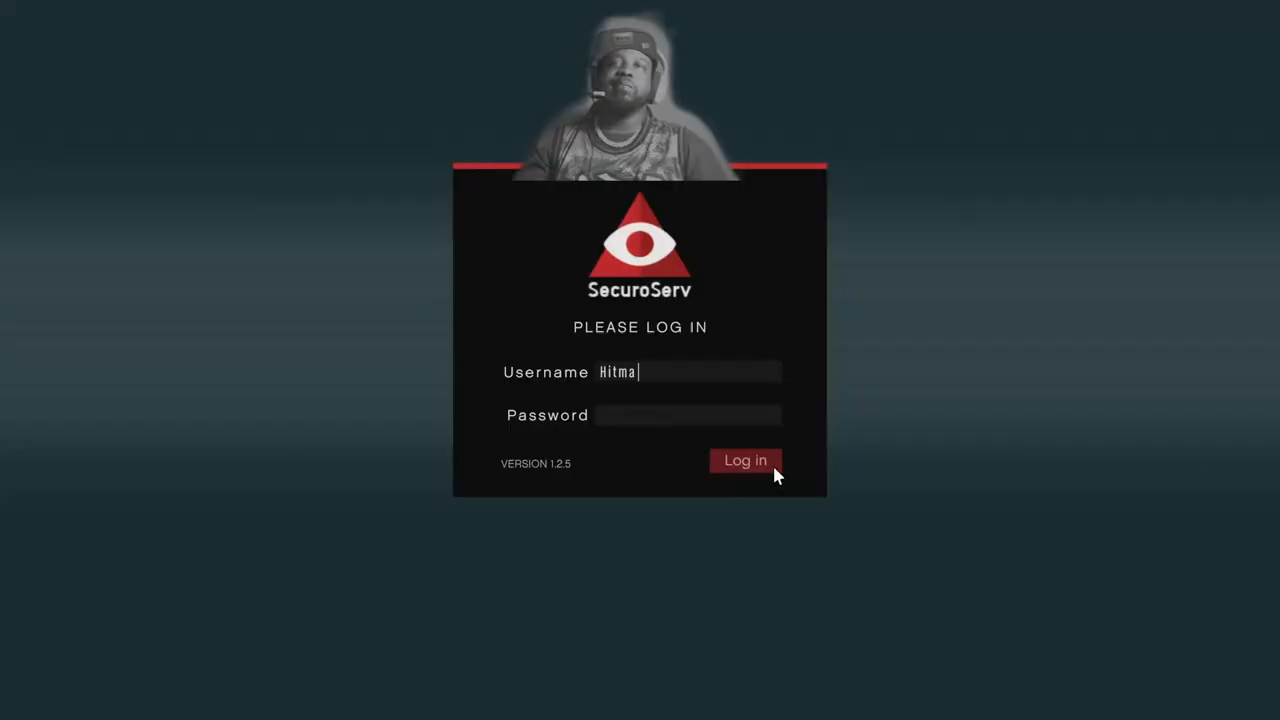 SecuroServ
PLEASE LOG IN
Username Hitma
Password
VERSION 1.2.5 Log in